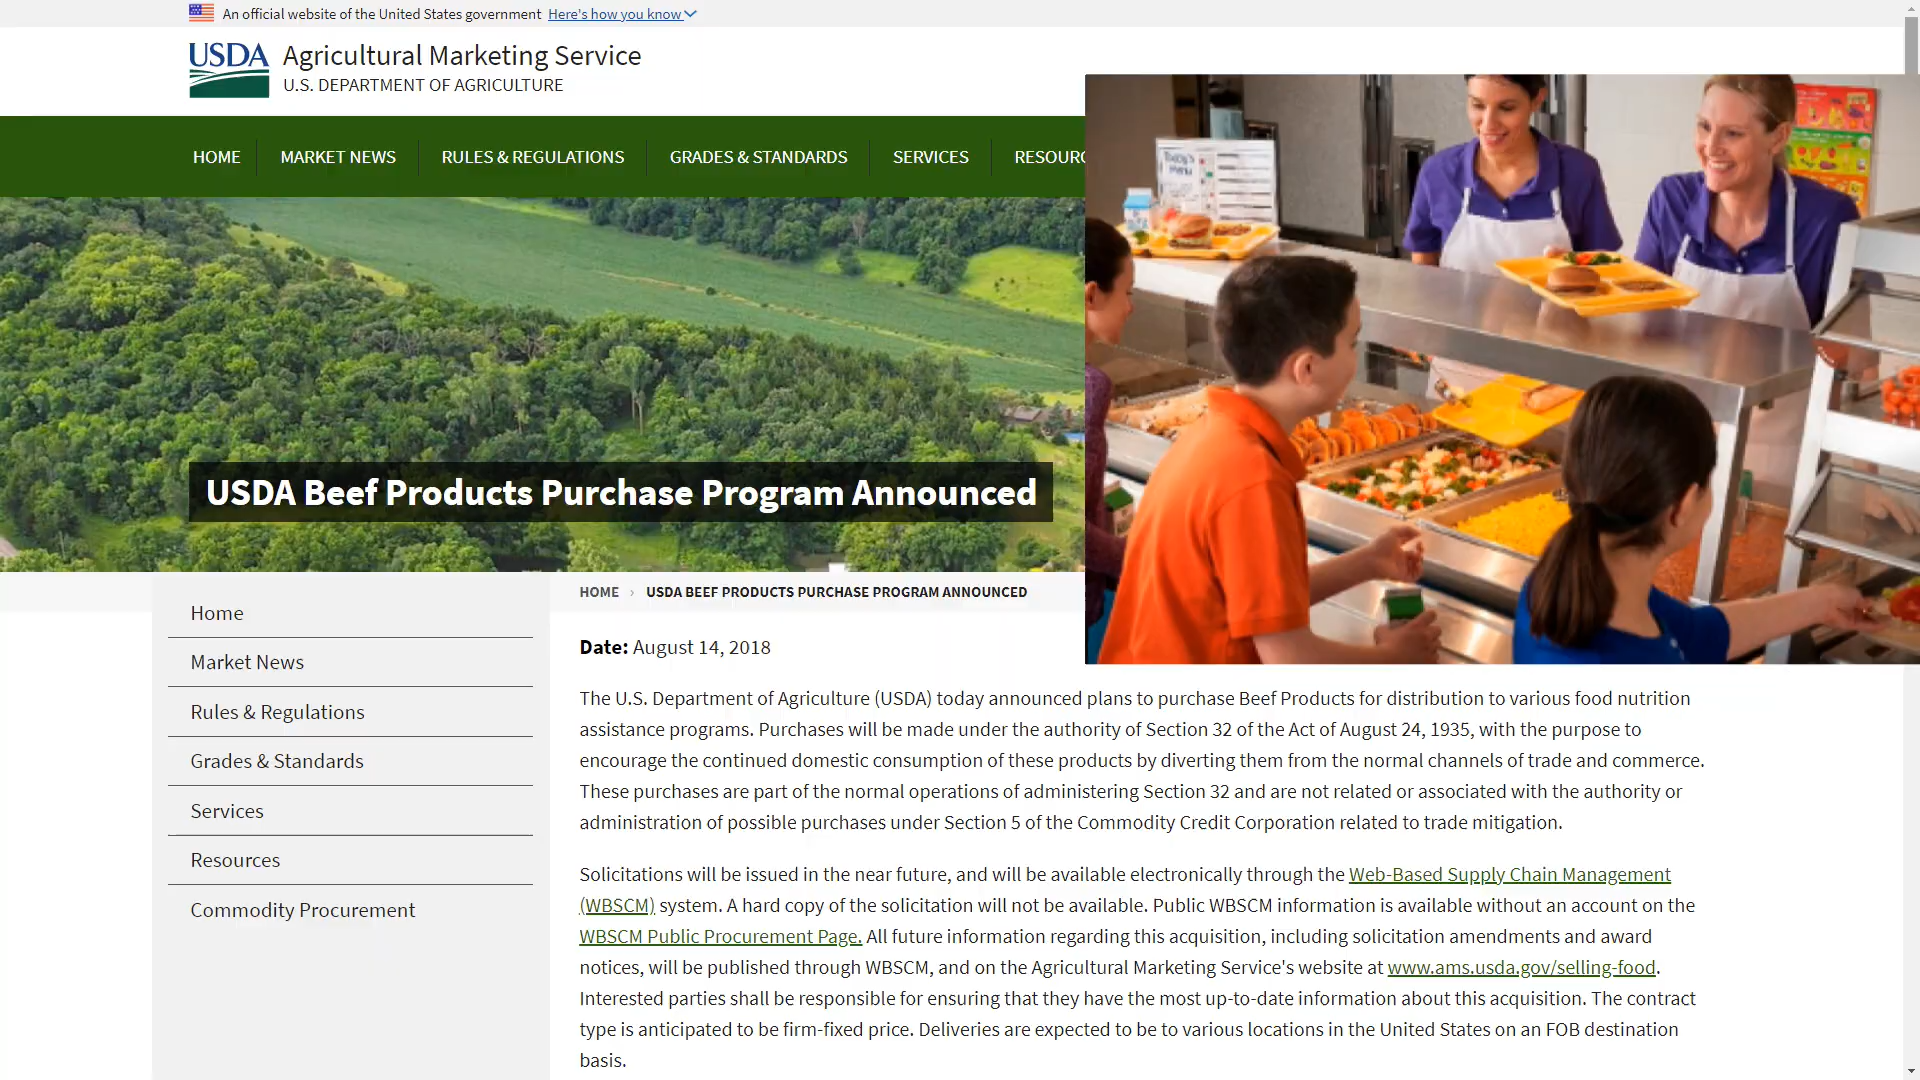 An official website of the United States government Here's how you know
USDA
Agricultural Marketing Service
U.S. DEPARTMENT OF AGRICULTURE
HOME MARKET NEWS RULES & REGULATIONS GRADES & STANDARDS SERVICES
USDA Beef Products Purchase Program Announced
HOME › USDA BEEF PRODUCTS PURCHASE PROGRAM ANNOUNCED
Home
Market News
Rules & Regulations
Grades & Standards
Services
Resources
Commodity Procurement
Date: August 14, 2018
The U.S. Department of Agriculture (USDA) today announced plans to purchase Beef Products for distribution to various food nutrition
assistance programs. Purchases will be made under the authority of Section 32 of the Act of August 24, 1935, with the purpose to
encourage the continued domestic consumption of these products by diverting them from the normal channels of trade and commerce.
These purchases are part of the normal operations of administering Section 32 and are not related or associated with the authority or
administration of possible purchases under Section 5 of the Commodity Credit Corporation related to trade mitigation.
Solicitations will be issued in the near future, and will be available electronically through the Web-Based Supply Chain Management
(WBSCM) system. A hard copy of the solicitation will not be available. Public WBSCM information is available without an account on the
WBSCM Public Procurement Page. All future information regarding this acquisition, including solicitation amendments and award
notices, will be published through WBSCM, and on the Agricultural Marketing Service's website at www.ams.usda.gov/selling-food.
Interested parties shall be responsible for ensuring that they have the most up-to-date information about this acquisition. The contract
type is anticipated to be firm-fixed price. Deliveries are expected to be to various locations in the United States on an FOB destination
basis.